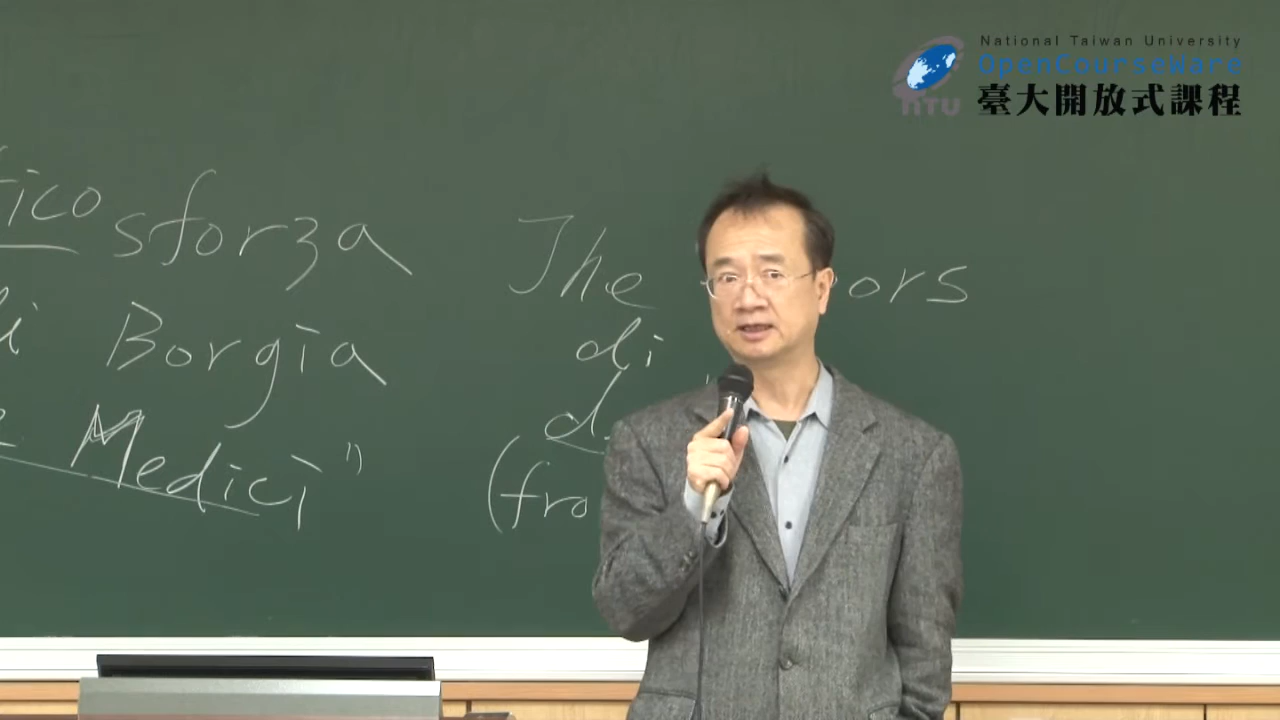 National Taiwan University
OpenCourseWare
NTU
臺大開放式課程
tico sforza
Borgia
Medici")
The ors
di
(fro